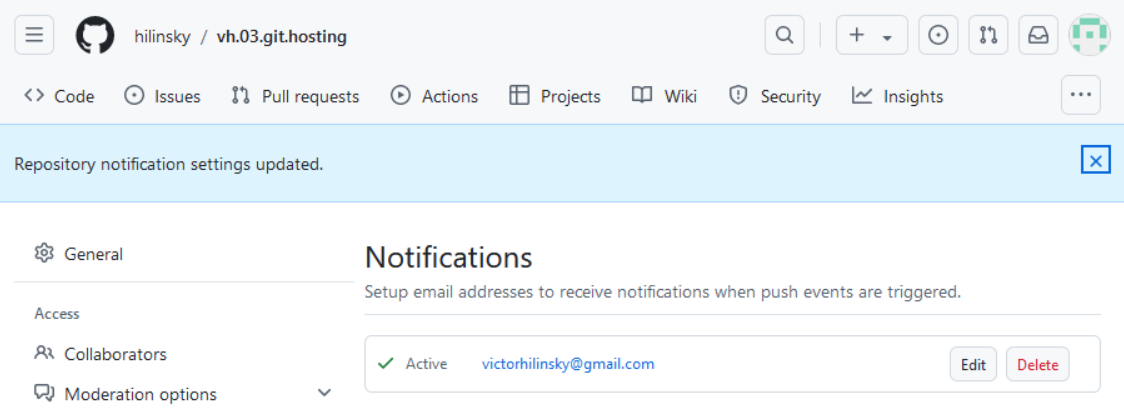 hilinsky / vh.03.git.hosting
Code Issues Pull requests Actions Projects Wiki Security Insights
Repository notification settings updated.
General
Notifications
Setup email addresses to receive notifications when push events are triggered.
Access
Collaborators
Active victorhilinsky@gmail.com Edit Delete
Moderation options